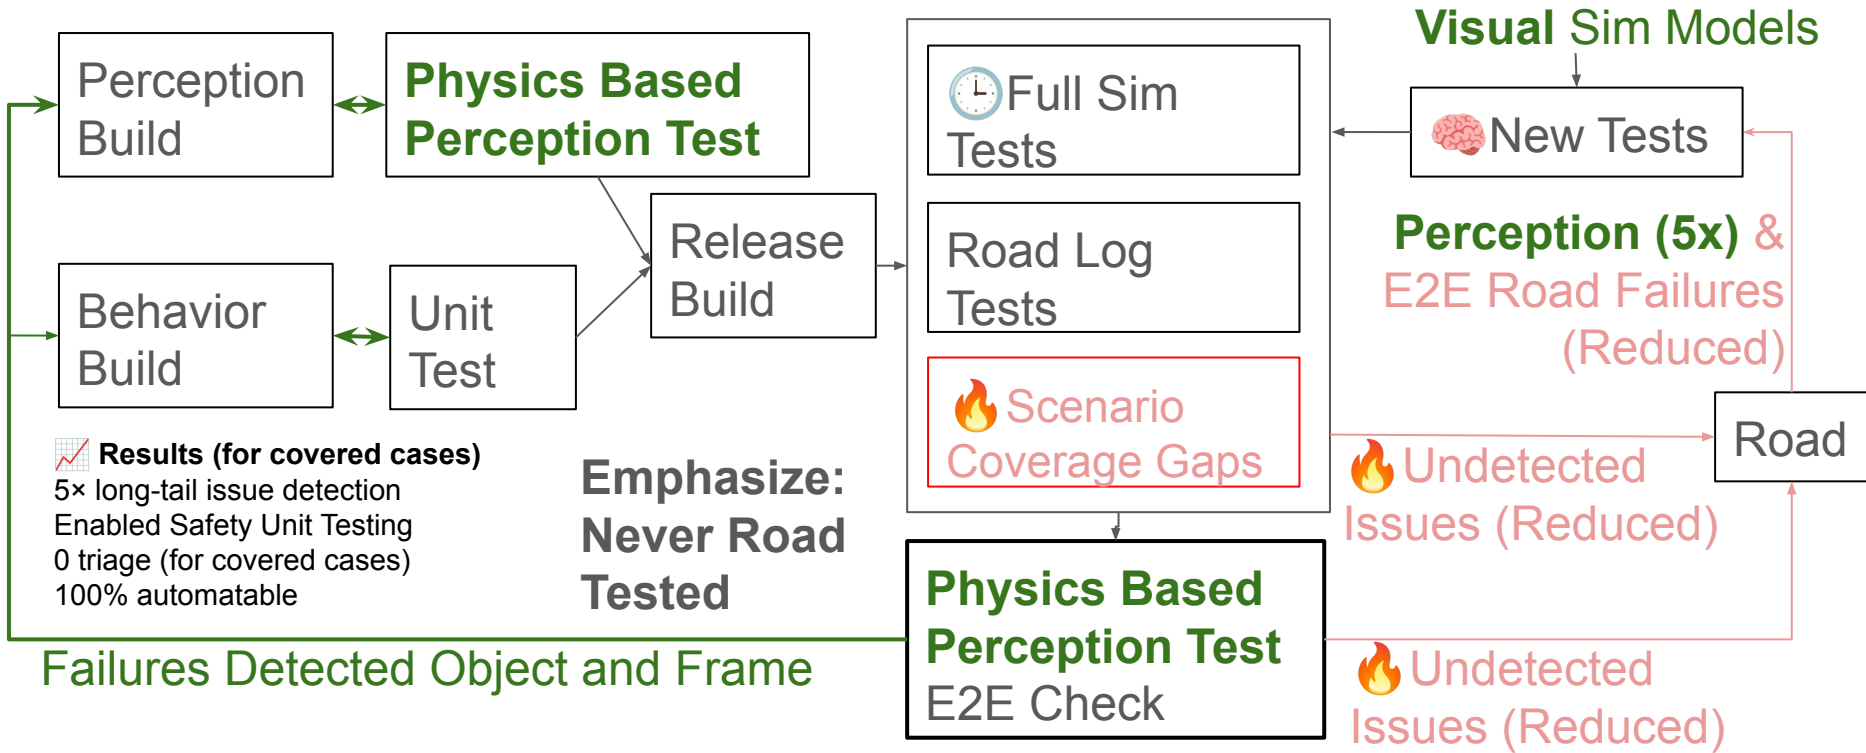 Perception
Build
Physics Based
Perception Test
🕒Full Sim
Tests
Visual Sim Models
🧠New Tests
Behavior
Build
Unit
Test
Release
Build
Road Log
Tests
Perception (5x) &
E2E Road Failures
(Reduced)
🔥Scenario
Coverage Gaps
Road
📈 Results (for covered cases)
5× long-tail issue detection
Enabled Safety Unit Testing
0 triage (for covered cases)
100% automatable
Emphasize:
Never Road
Tested
🔥Undetected
Issues (Reduced)
Physics Based
Perception Test
E2E Check
Failures Detected Object and Frame
🔥Undetected
Issues (Reduced)